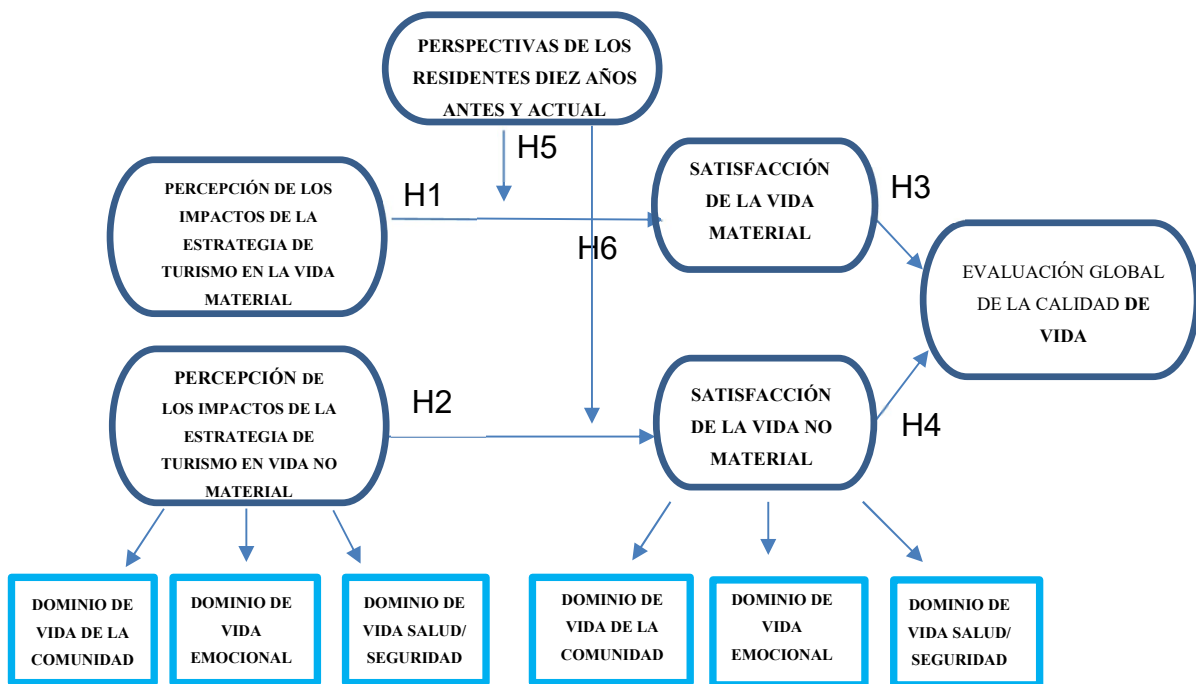 PERSPECTIVAS DE LOS
RESIDENTES DIEZ AÑOS
ANTES Y ACTUAL
H5
PERCEPCIÓN DE LOS
IMPACTOS DE LA
ESTRATEGIA DE
TURISMO EN LA VIDA
MATERIAL
H1
SATISFACCIÓN
DE LA VIDA
MATERIAL
H3
H6
EVALUACIÓN GLOBAL
DE LA CALIDAD DE
VIDA
PERCEPCIÓN DE
LOS IMPACTOS DE LA
ESTRATEGIA DE
TURISMO EN VIDA NO
MATERIAL
H2
SATISFACCIÓN
DE LA VIDA NO
MATERIAL
H4
DOMINIO DE
VIDA DE LA
COMUNIDAD
DOMINIO DE
VIDA
EMOCIONAL
DOMINIO DE
VIDA SALUD/
SEGURIDAD
DOMINIO DE
VIDA DE LA
COMUNIDAD
DOMINIO DE
VIDA
EMOCIONAL
DOMINIO DE
VIDA SALUD/
SEGURIDAD